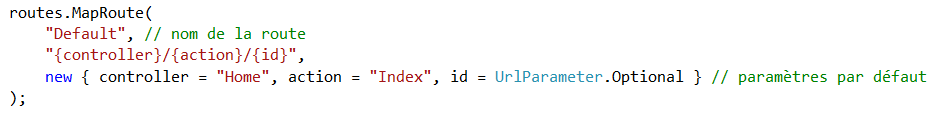 routes.MapRoute(
    "Default", // nom de la route
    "{controller}/{action}/{id}",
    new { controller = "Home", action = "Index", id = UrlParameter.Optional } // paramètres par défaut
);